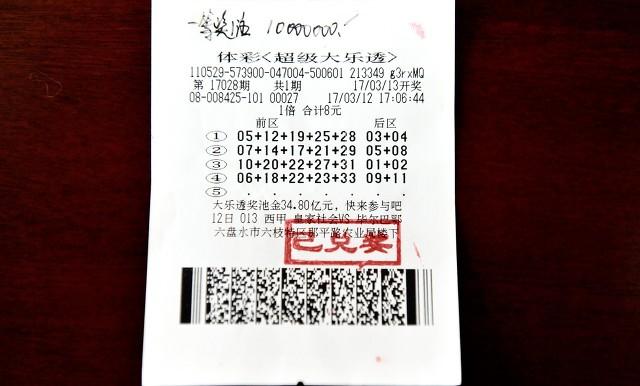 一等奖 10000000.
体彩<超级大乐透>
110529-573900-047004-500601 213349 g3rxMQ
第 17028期 共1期 17/03/13开奖
08-008425-101 00027 17/03/12 17:06:44
1倍 合计8元
前区 后区
① 05+12+19+25+28 03+04
② 07+14+17+21+29 05+08
③ 10+20+22+27+31 01+02
④ 06+18+22+23+33 09+11
⑤ . . . . . . .
大乐透奖池金34.80亿元，快来参与吧
12日 013 西甲 皇家社会VS 毕尔巴鄂
六盘水市六枝特区那平路农业局楼下
已兑奖